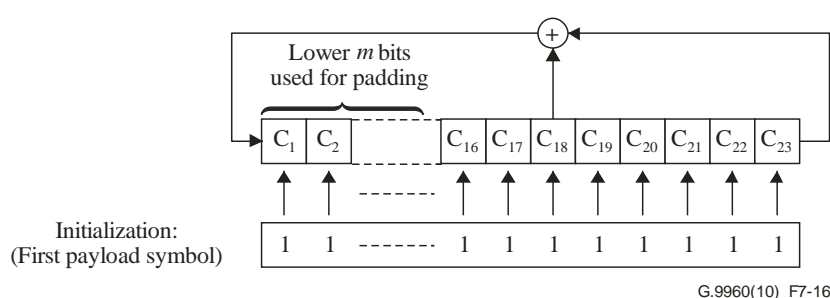 +
Lower m bits
used for padding
C1 C2 C16 C17 C18 C19 C20 C21 C22 C23
Initialization:
(First payload symbol)
1 1 1 1 1 1 1 1 1 1
G.9960(10)_F7-16